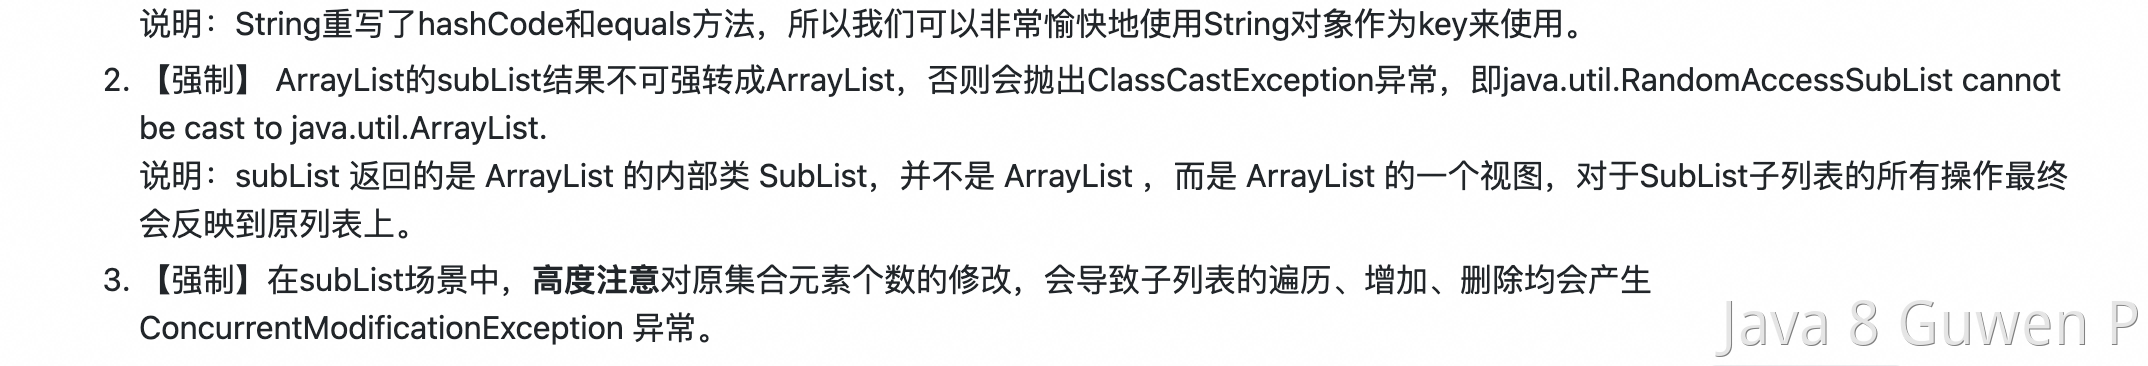 说明：String重写了hashCode和equals方法，所以我们可以非常愉快地使用String对象作为key来使用。
2. 【强制】 ArrayList的subList结果不可强转成ArrayList，否则会抛出ClassCastException异常，即java.util.RandomAccessSubList cannot
be cast to java.util.ArrayList.
说明：subList 返回的是 ArrayList 的内部类 SubList，并不是 ArrayList ，而是 ArrayList 的一个视图，对于SubList子列表的所有操作最终
会反映到原列表上。
3. 【强制】在subList场景中，高度注意对原集合元素个数的修改，会导致子列表的遍历、增加、删除均会产生
ConcurrentModificationException 异常。
Java 8 Guwen P